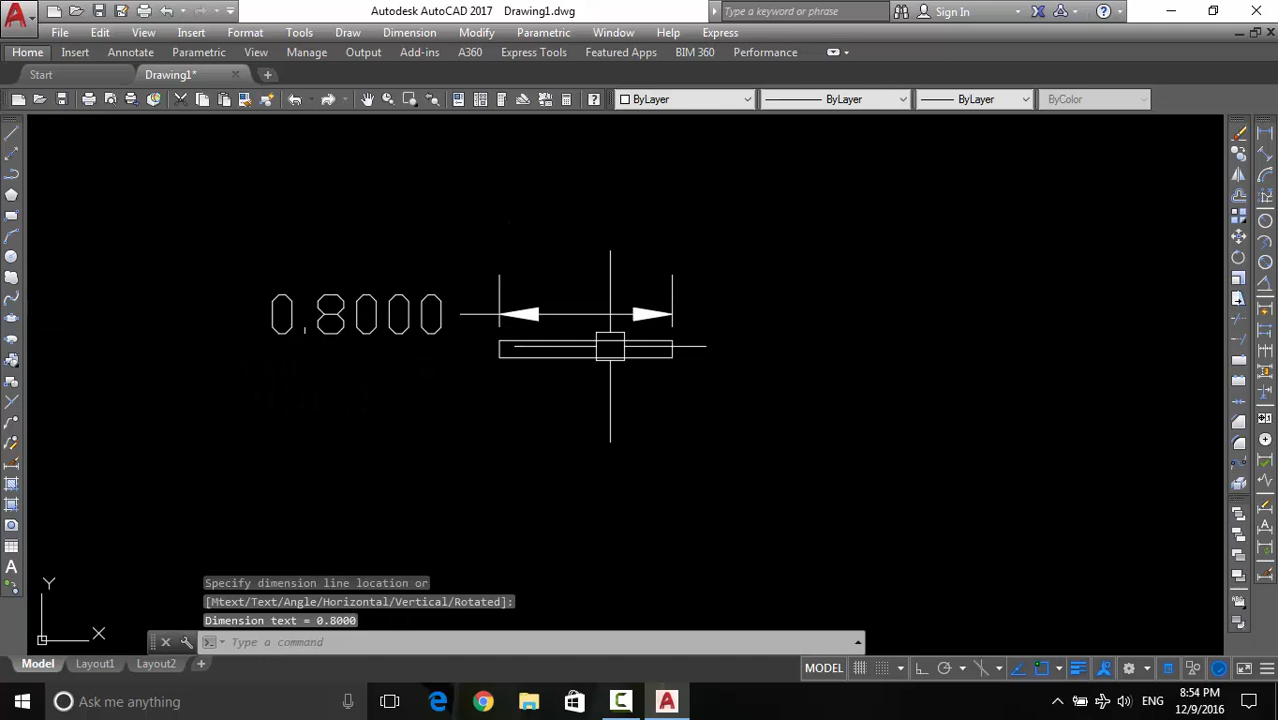 Autodesk AutoCAD 2017 Drawing1.dwg
Type a keyword or phrase
Sign In
File Edit View Insert Format Tools Draw Dimension Modify Parametric Window Help Express
Home Insert Annotate Parametric View Manage Output Add-ins A360 Express Tools Featured Apps BIM 360 Performance
Start Drawing1*
ByLayer ByLayer ByLayer ByColor
0.8000
Y
X
Specify dimension line location or
[Mtext/Text/Angle/Horizontal/Vertical/Rotated]:
Dimension text = 0.8000
Type a command
Model Layout1 Layout2
MODEL
Ask me anything
ENG
8:54 PM
12/9/2016